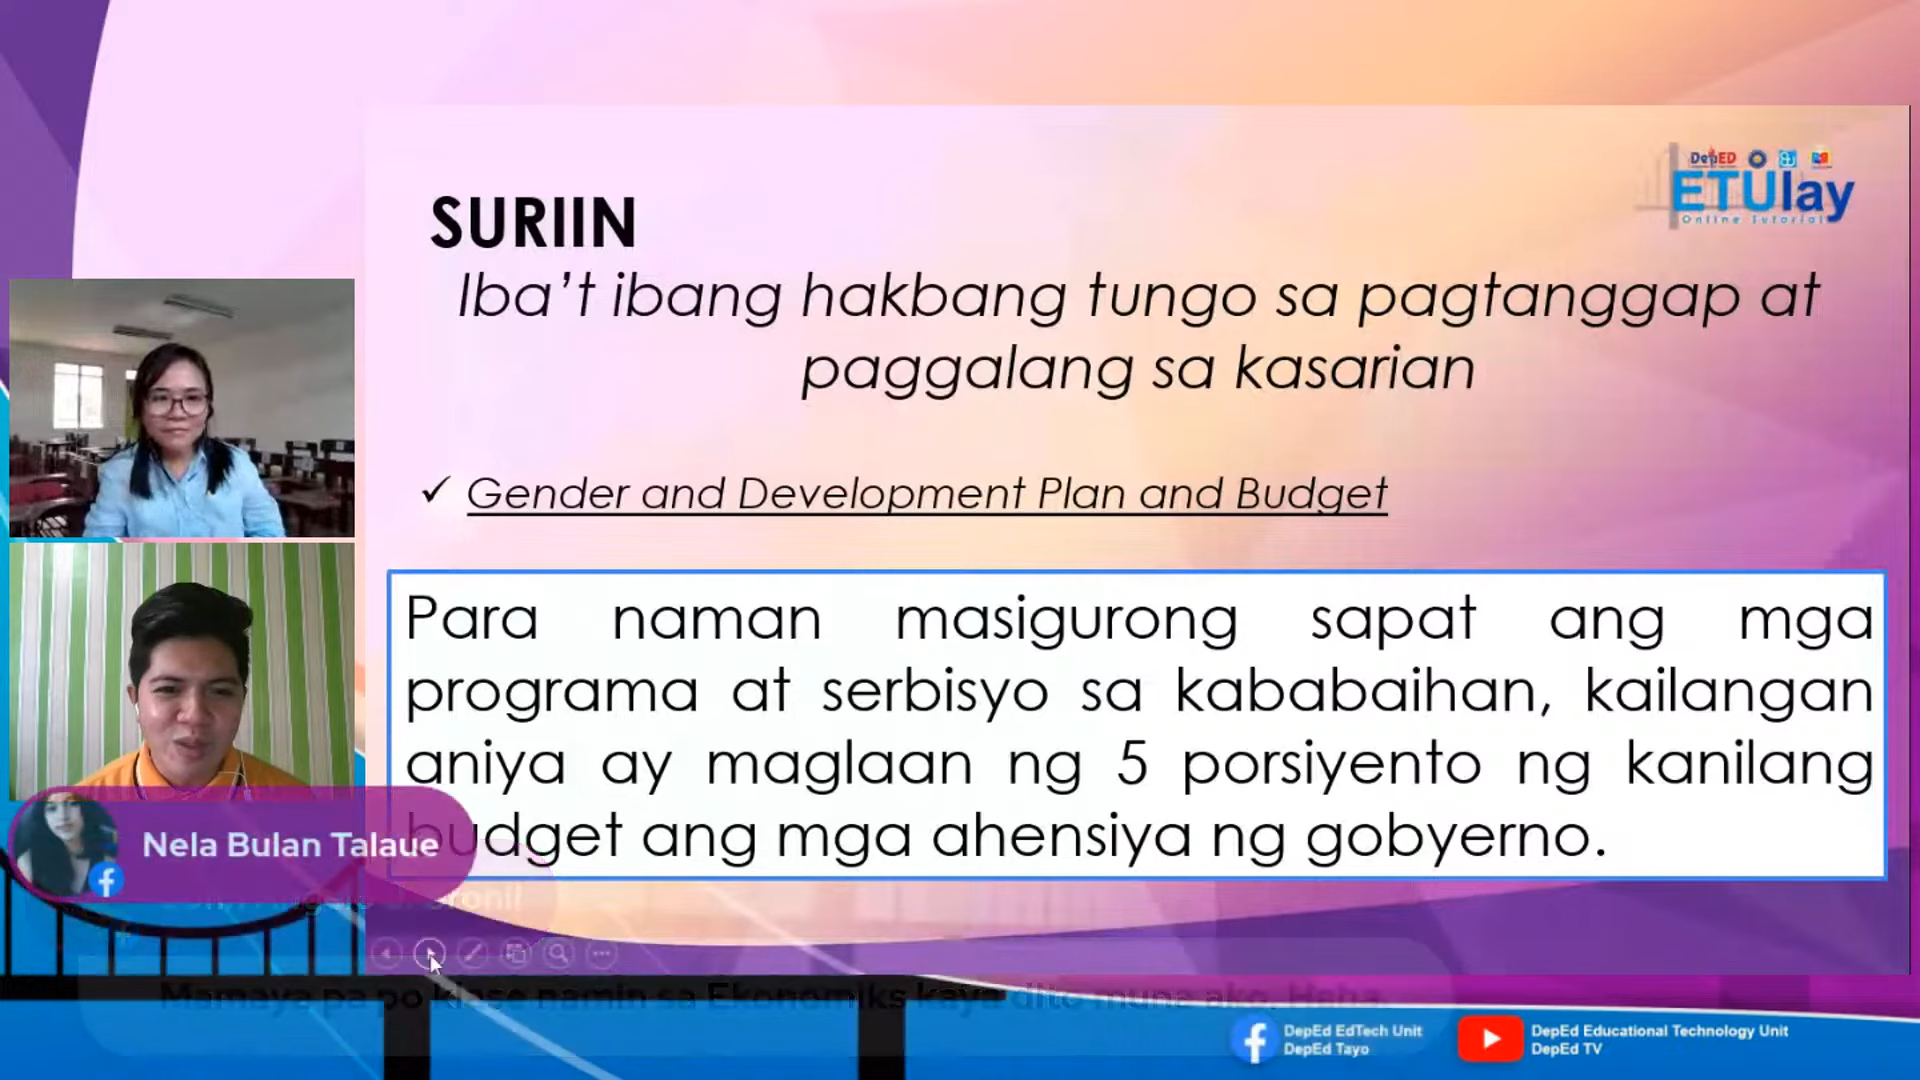 DepED
ETUlay
Online Tutorial
SURIIN
Iba't ibang hakbang tungo sa pagtanggap at
paggalang sa kasarian
✓ Gender and Development Plan and Budget
Para naman masigurong sapat ang mga
programa at serbisyo sa kababaihan, kailangan
aniya ay maglaan ng 5 porsiyento ng kanilang
budget ang mga ahensiya ng gobyerno.
Nela Bulan Talaue
Mamaya pa po klase namin sa Ekonomiks kaya dito muna ako. Haha.
DepEd EdTech Unit
DepEd Tayo
DepEd Educational Technology Unit
DepEd TV